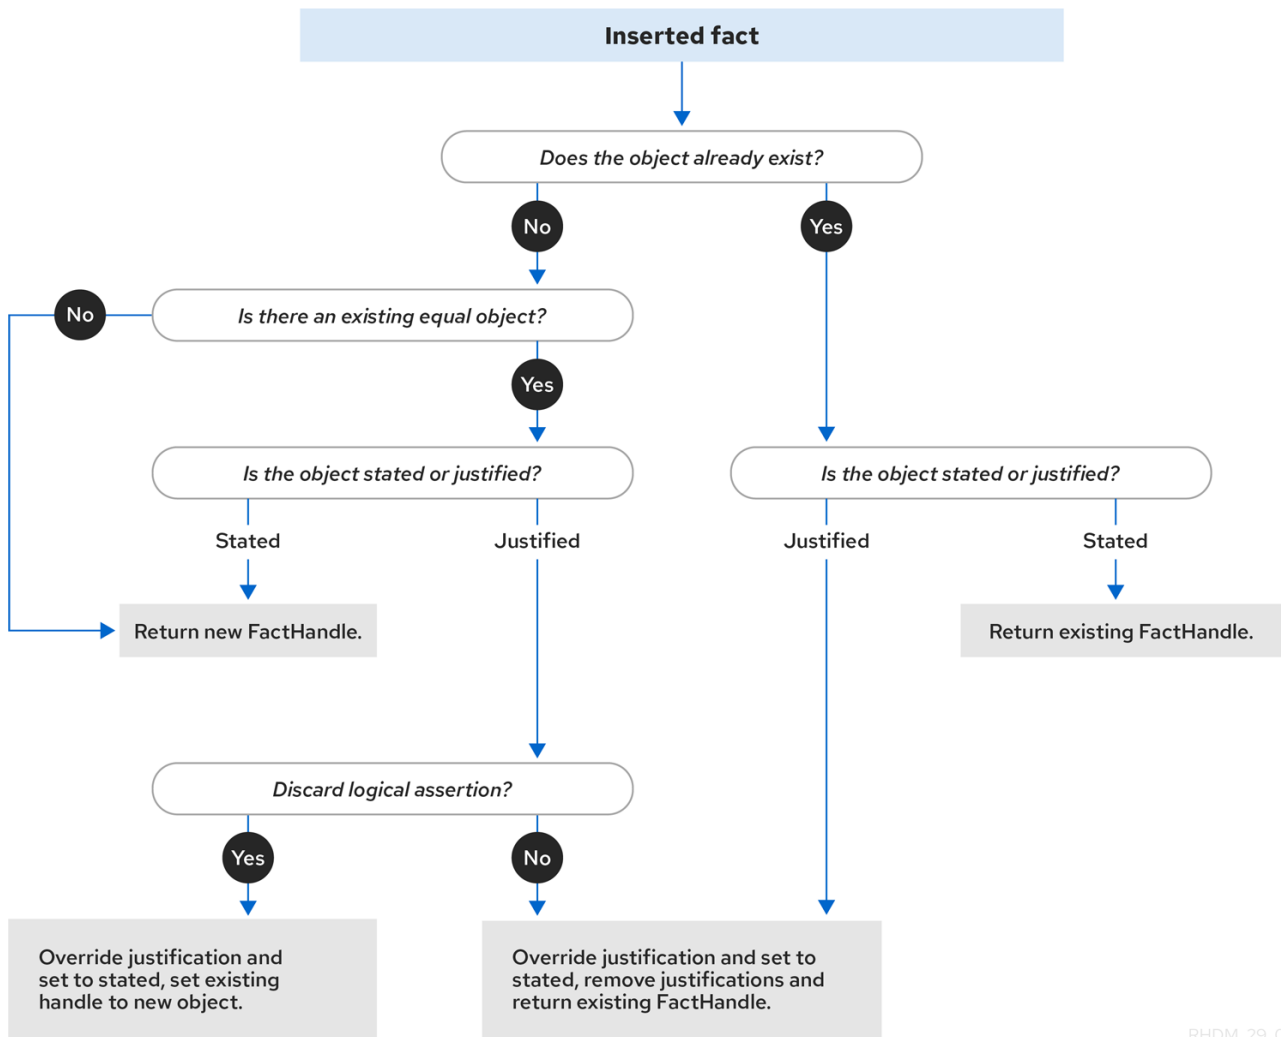 Inserted fact
Does the object already exist?
No
Yes
No
Is there an existing equal object?
Yes
Is the object stated or justified?
Is the object stated or justified?
Stated
Justified
Justified
Stated
Return new FactHandle.
Return existing FactHandle.
Discard logical assertion?
Yes
No
Override justification and
set to stated, set existing
handle to new object.
Override justification and set to
stated, remove justifications and
return existing FactHandle.
RHDM_29_